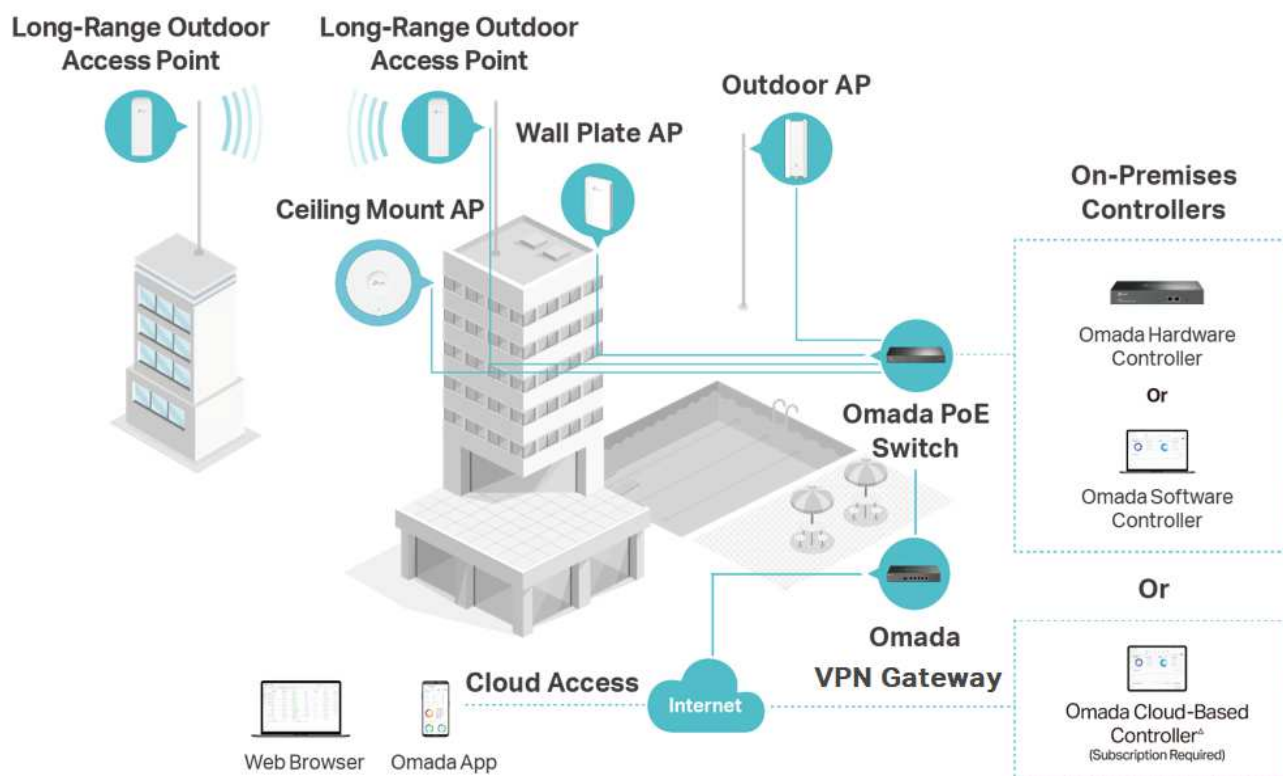 Long-Range Outdoor
Access Point
Long-Range Outdoor
Access Point
Outdoor AP
Wall Plate AP
Ceiling Mount AP
On-Premises
Controllers
Omada Hardware
Controller
Or
Omada Software
Controller
Omada PoE
Switch
Or
Omada
VPN Gateway
Cloud Access
Internet
Omada Cloud-Based
Controller△
(Subscription Required)
Web Browser
Omada App